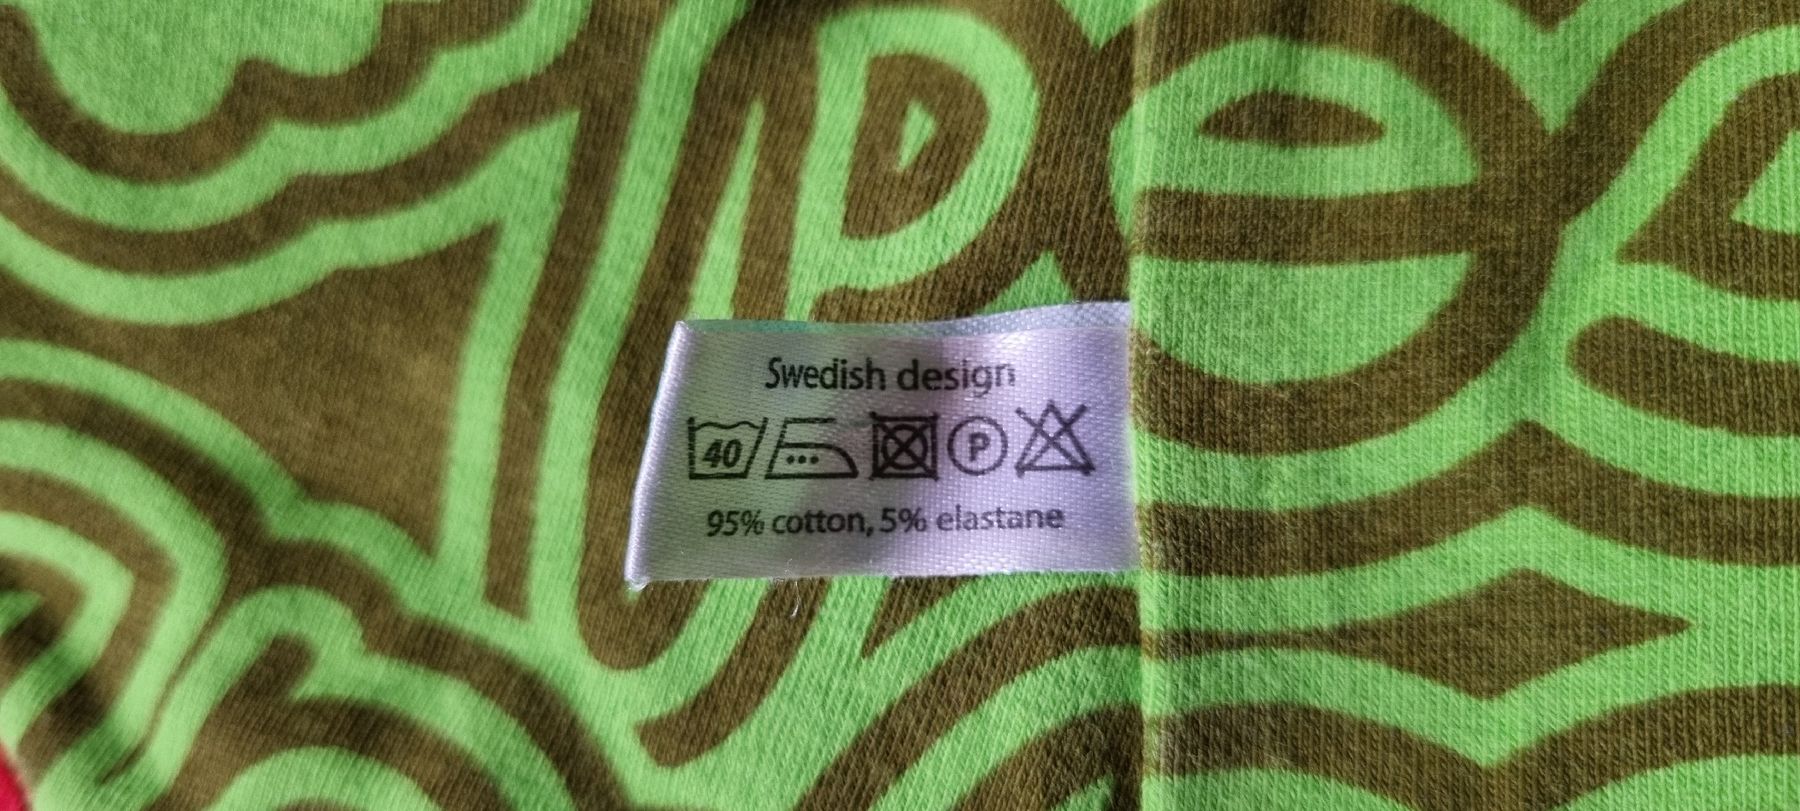 Swedish design
40 P
95% cotton, 5% elastane